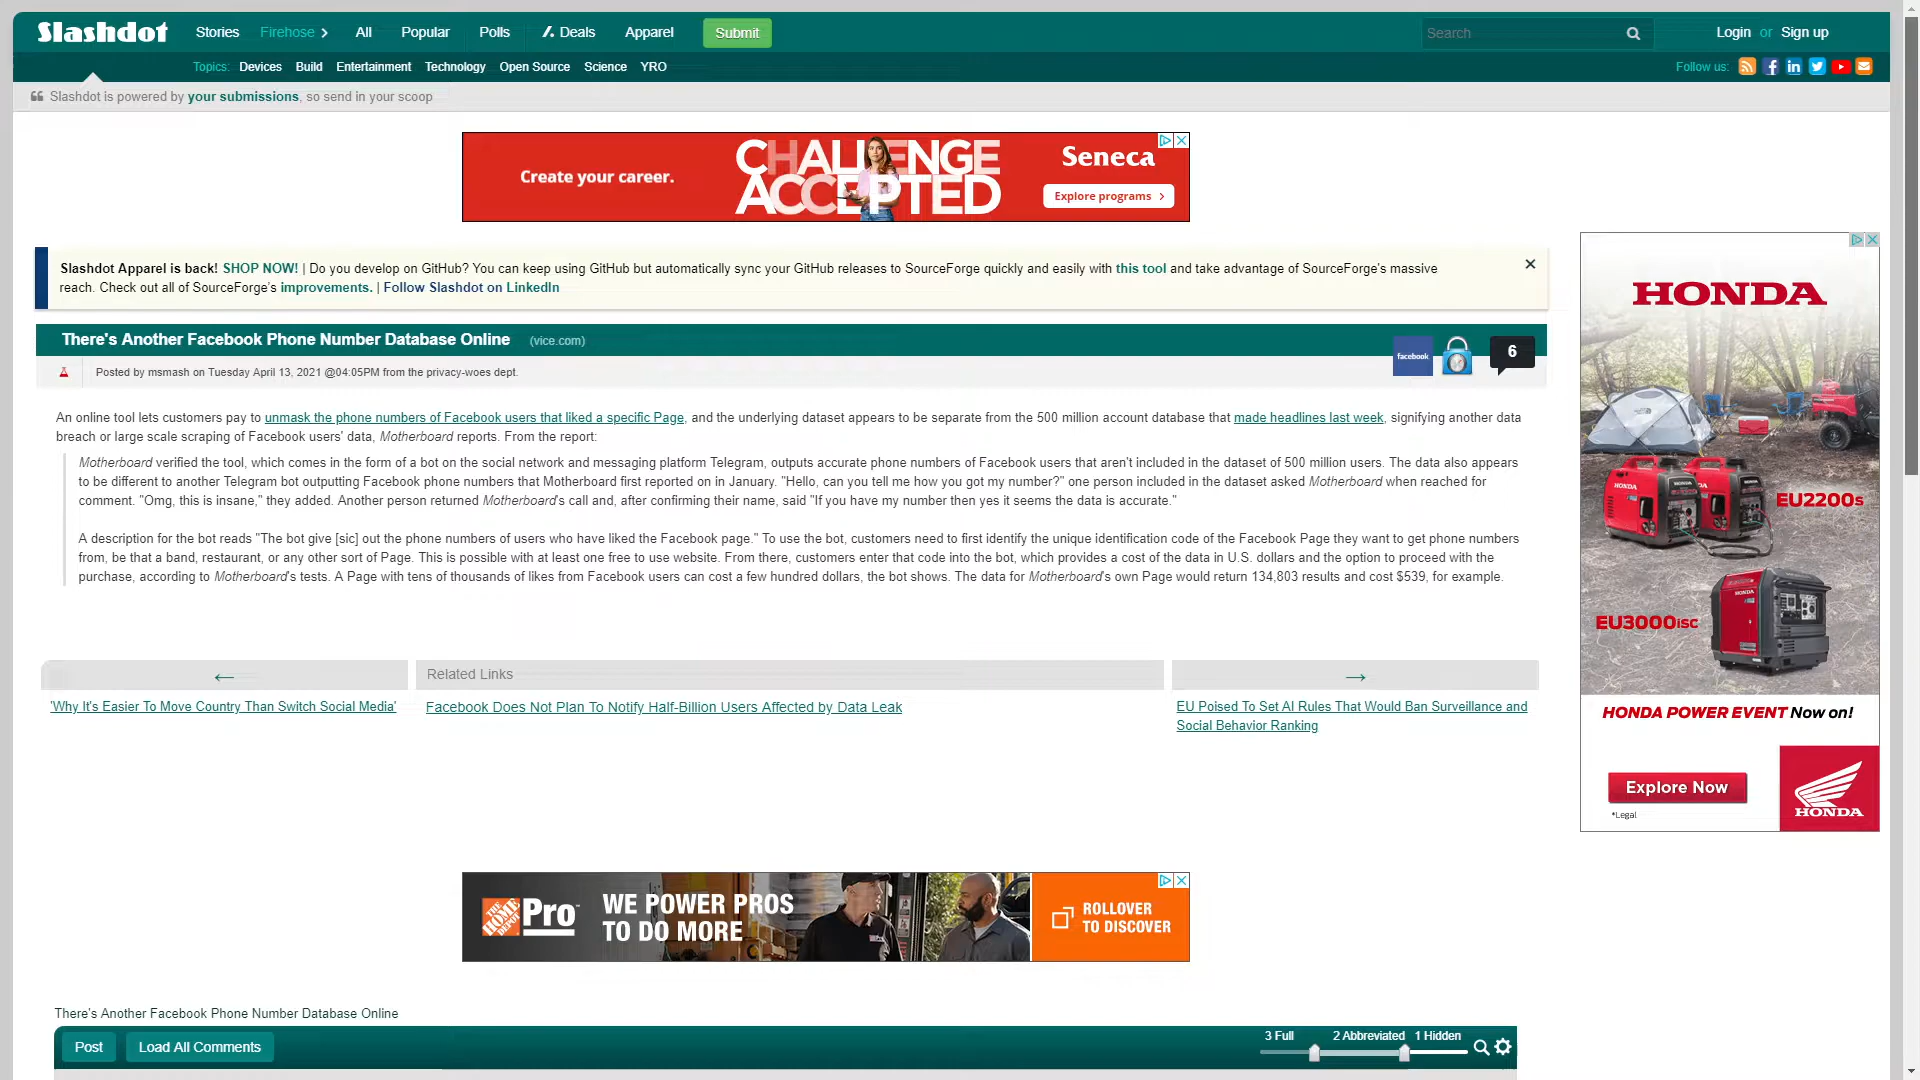 Slashdot
Stories Firehose All Popular Polls Deals Apparel Submit
Search
Login or Sign up
Topics: Devices Build Entertainment Technology Open Source Science YRO
Follow us:
Slashdot is powered by your submissions, so send in your scoop
Create your career.
CHALLENGE
ACCEPTED
Seneca
Explore programs
Slashdot Apparel is back! SHOP NOW! | Do you develop on GitHub? You can keep using GitHub but automatically sync your GitHub releases to SourceForge quickly and easily with this tool and take advantage of SourceForge's massive
reach. Check out all of SourceForge's improvements. | Follow Slashdot on LinkedIn
There's Another Facebook Phone Number Database Online (vice.com)
facebook
6
Posted by msmash on Tuesday April 13, 2021 @04:05PM from the privacy-woes dept.
An online tool lets customers pay to unmask the phone numbers of Facebook users that liked a specific Page, and the underlying dataset appears to be separate from the 500 million account database that made headlines last week, signifying another data
breach or large scale scraping of Facebook users' data, Motherboard reports. From the report:
Motherboard verified the tool, which comes in the form of a bot on the social network and messaging platform Telegram, outputs accurate phone numbers of Facebook users that aren't included in the dataset of 500 million users. The data also appears
to be different to another Telegram bot outputting Facebook phone numbers that Motherboard first reported on in January. "Hello, can you tell me how you got my number?" one person included in the dataset asked Motherboard when reached for
comment. "Omg, this is insane," they added. Another person returned Motherboard's call and, after confirming their name, said "If you have my number then yes it seems the data is accurate."
A description for the bot reads "The bot give [sic] out the phone numbers of users who have liked the Facebook page." To use the bot, customers need to first identify the unique identification code of the Facebook Page they want to get phone numbers
from, be that a band, restaurant, or any other sort of Page. This is possible with at least one free to use website. From there, customers enter that code into the bot, which provides a cost of the data in U.S. dollars and the option to proceed with the
purchase, according to Motherboard's tests. A Page with tens of thousands of likes from Facebook users can cost a few hundred dollars, the bot shows. The data for Motherboard's own Page would return 134,803 results and cost $539, for example.
←
Related Links
→
'Why It's Easier To Move Country Than Switch Social Media'
Facebook Does Not Plan To Notify Half-Billion Users Affected by Data Leak
EU Poised To Set AI Rules That Would Ban Surveillance and
Social Behavior Ranking
HONDA
EU2200s
EU3000isc
HONDA POWER EVENT Now on!
Explore Now
*Legal
HONDA
THE HOME DEPOT
Pro
WE POWER PROS
TO DO MORE
ROLLOVER
TO DISCOVER
There's Another Facebook Phone Number Database Online
Post
Load All Comments
3 Full
2 Abbreviated
1 Hidden